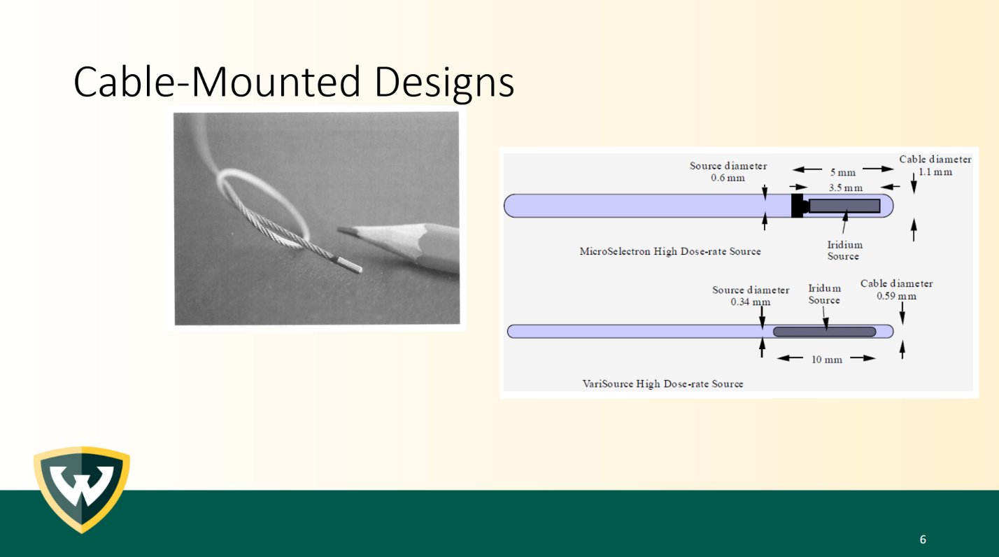 Cable-Mounted Designs
Source diameter
0.6 mm
5 mm
3.5 mm
Cable diameter
1.1 mm
MicroSelectron High Dose-rate Source
Iridium
Source
Source diameter
0.34 mm
Iridum
Source
Cable diameter
0.59 mm
10 mm
VariSource High Dose-rate Source
W
6